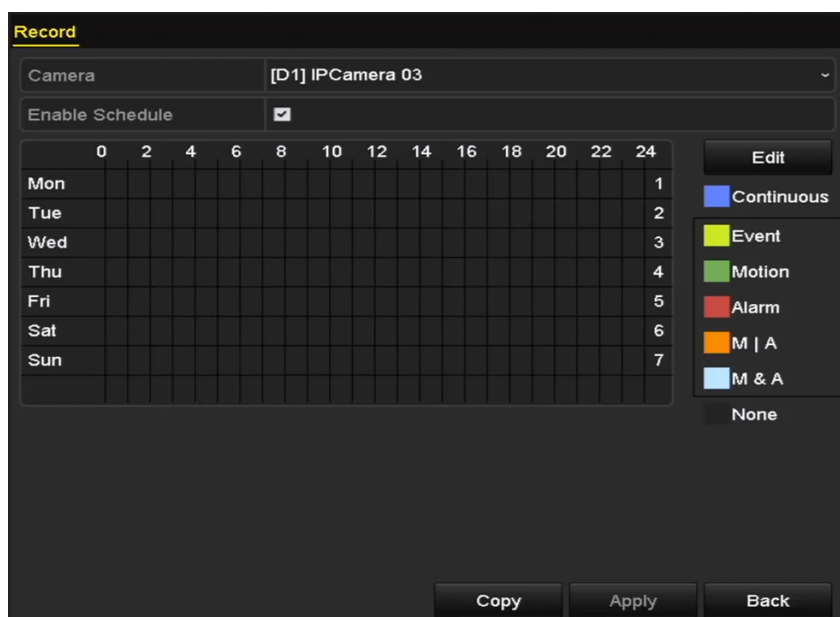 Record
Camera [D1] IPCamera 03
Enable Schedule
0 2 4 6 8 10 12 14 16 18 20 22 24 Edit
Mon 1
Continuous
Tue 2
Event
Wed 3
Thu 4 Motion
Fri 5 Alarm
Sat 6
M | A
Sun 7
M & A
None
Copy Apply Back